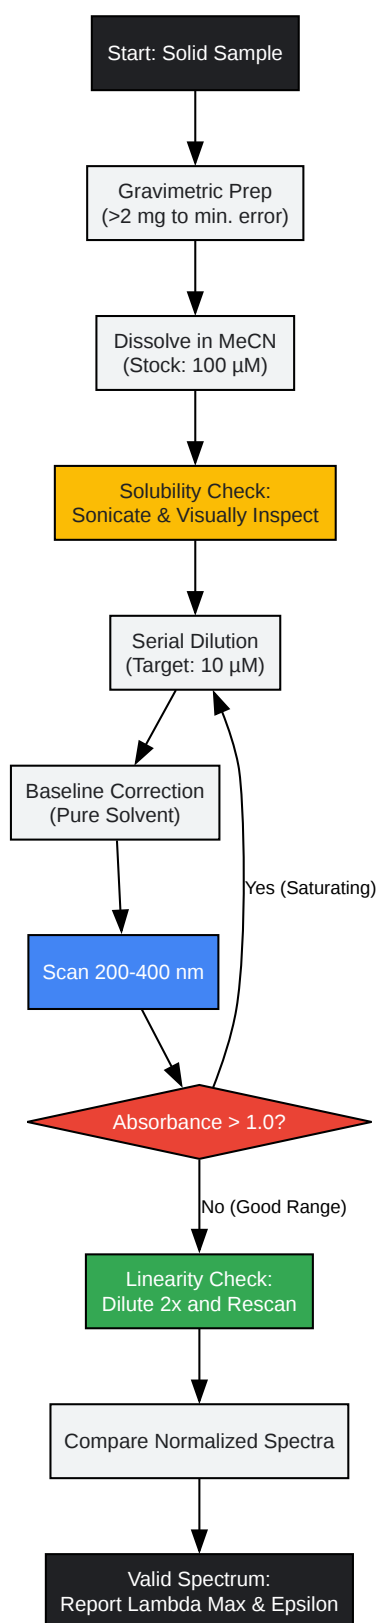 Start: Solid Sample
Gravimetric Prep
(>2 mg to min. error)
Dissolve in MeCN
(Stock: 100 µM)
Solubility Check:
Sonicate & Visually Inspect
Serial Dilution
(Target: 10 µM)
Baseline Correction
(Pure Solvent)
Yes (Saturating)
Scan 200-400 nm
Absorbance > 1.0?
No (Good Range)
Linearity Check:
Dilute 2x and Rescan
Compare Normalized Spectra
Valid Spectrum:
Report Lambda Max & Epsilon